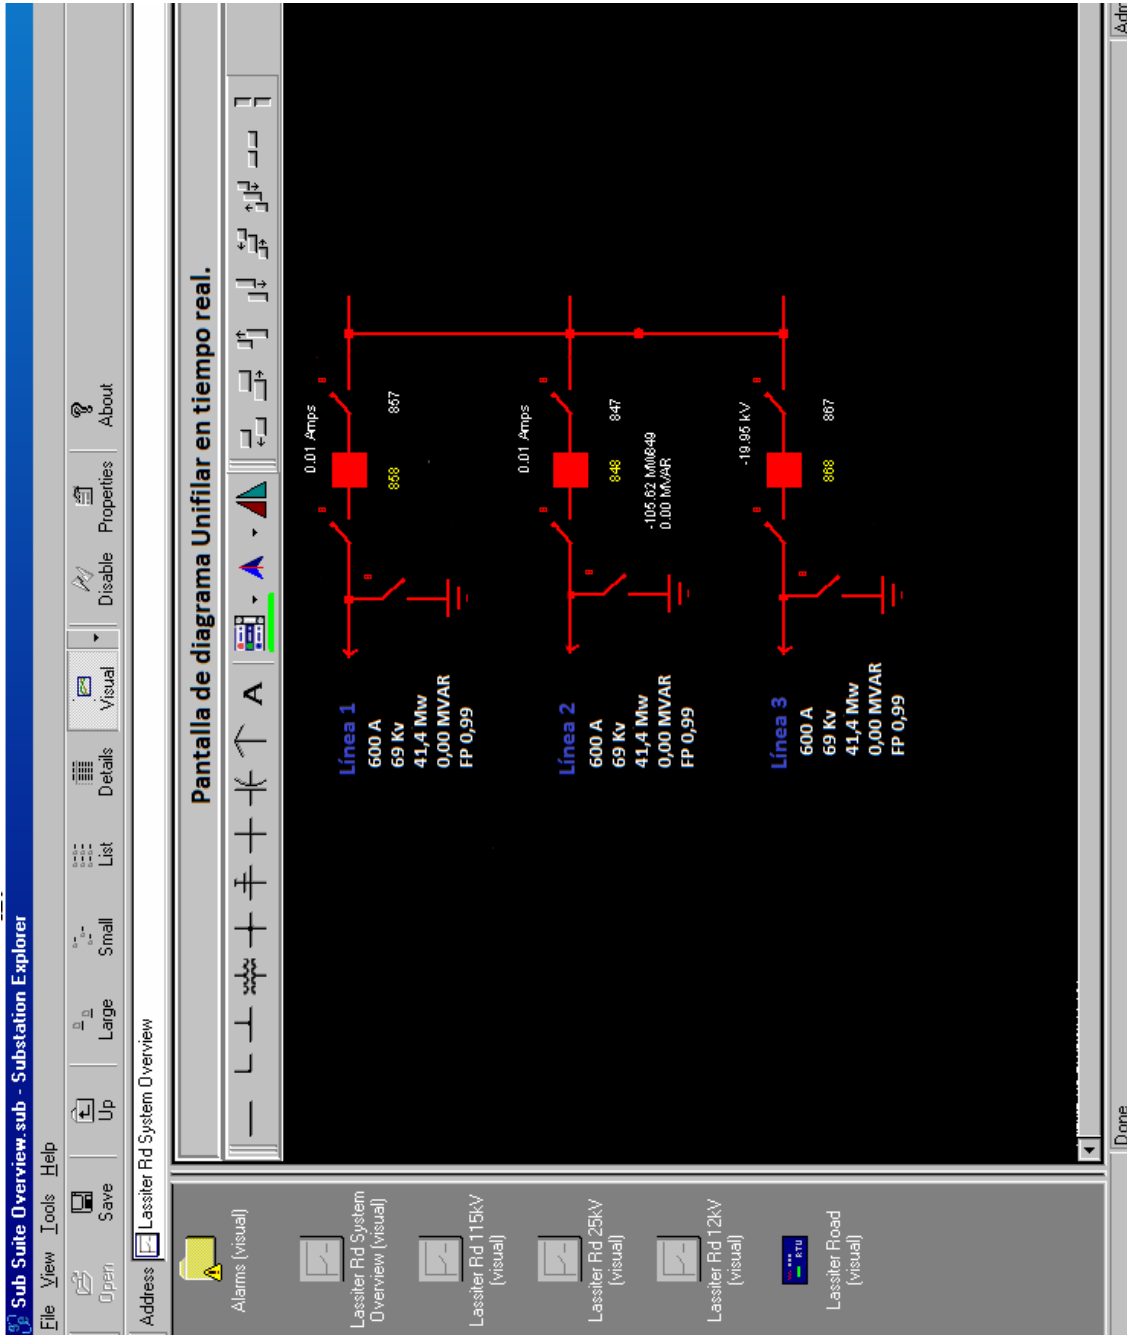 Sub Suite Overview.sub - Substation Explorer
File View Tools Help
Open Save Up Large Small List Details Visual Disable Properties About
Address Lassiter Rd System Overview
Pantalla de diagrama Unifilar en tiempo real.
A
Alarms (visual)
Lassiter Rd System
Overview (visual)
Lassiter Rd 115kV
(visual)
Lassiter Rd 25kV
(visual)
Lassiter Rd 12kV
(visual)
RTU
Lassiter Road
(visual)
Línea 1
600 A
69 Kv
41,4 Mw
0,00 MVAR
FP 0,99
0.01 Amps
858
857
Línea 2
600 A
69 Kv
41,4 Mw
0,00 MVAR
FP 0,99
0.01 Amps
848
847
-105.62 MW849
0.00 MVAR
Línea 3
600 A
69 Kv
41,4 Mw
0,00 MVAR
FP 0,99
-19.95 kV
868
867
Done
Adm